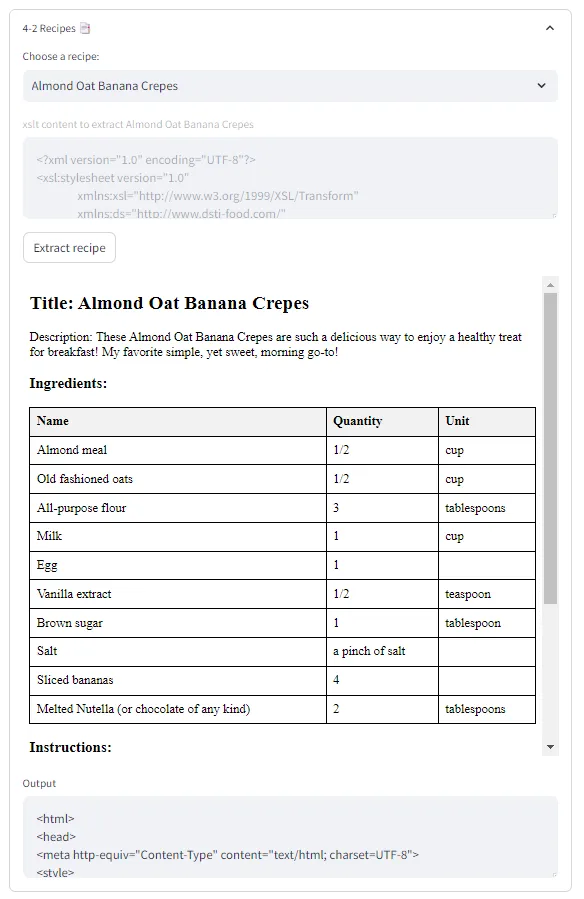 4-2 Recipes
Choose a recipe:
Almond Oat Banana Crepes
xslt content to extract Almond Oat Banana Crepes
<?xml version="1.0" encoding="UTF-8"?>
<xsl:stylesheet version="1.0"
xmlns:xsl="http://www.w3.org/1999/XSL/Transform"
xmlns:ds="http://www.dsti-food.com/"
Extract recipe
Title: Almond Oat Banana Crepes
Description: These Almond Oat Banana Crepes are such a delicious way to enjoy a healthy treat
for breakfast! My favorite simple, yet sweet, morning go-to!
Ingredients:
Name Quantity Unit
Almond meal 1/2 cup
Old fashioned oats 1/2 cup
All-purpose flour 3 tablespoons
Milk 1 cup
Egg 1
Vanilla extract 1/2 teaspoon
Brown sugar 1 tablespoon
Salt a pinch of salt
Sliced bananas 4
Melted Nutella (or chocolate of any kind) 2 tablespoons
Instructions:
Output
<html>
<head>
<meta http-equiv="Content-Type" content="text/html; charset=UTF-8">
<style>